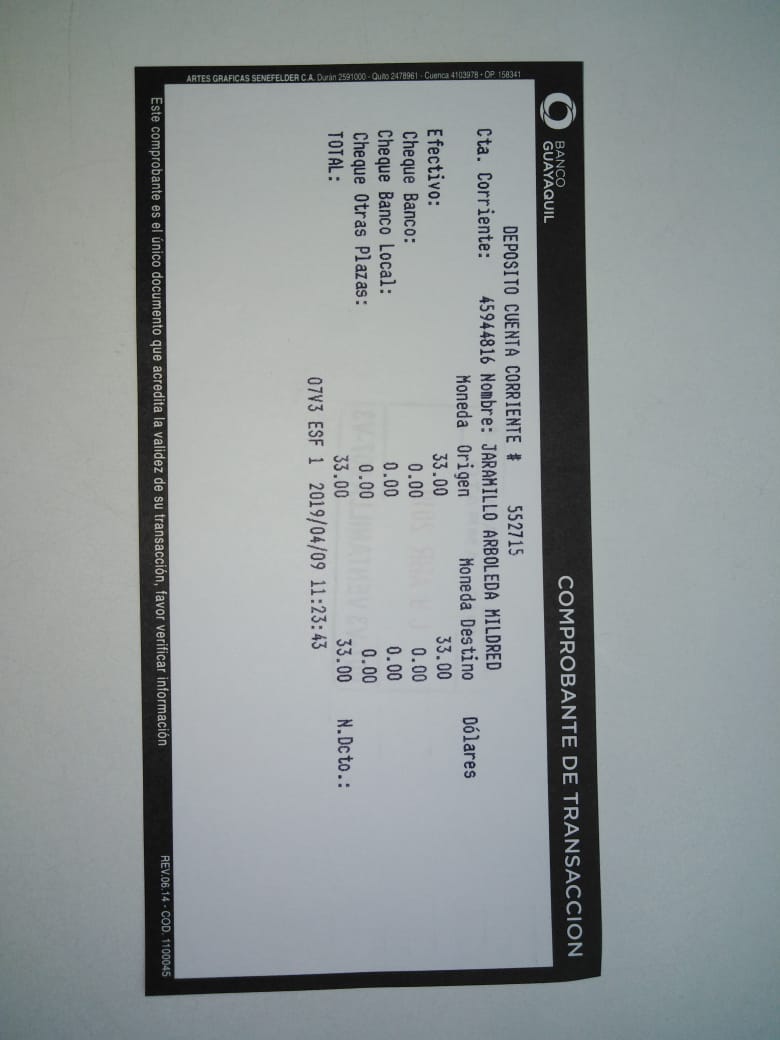 BANCO
GUAYAQUIL
COMPROBANTE DE TRANSACCION
DEPOSITO CUENTA CORRIENTE # 552715
Cta. Corriente: 45944816 Nombre: JARAMILLO ARBOLEDA MILDRED
Moneda Origen Moneda Destino Dólares
Efectivo: 33.00 33.00
Cheque Banco: 0.00 0.00
Cheque Banco Local: 0.00 0.00
Cheque Otras Plazas: 0.00 0.00
TOTAL: 33.00 33.00 N.Dcto.:
07V3 ESF 1 2019/04/09 11:23:43
ARTES GRAFICAS SENEFELDER C.A. Durán 2591000 - Quito 2478961 - Cuenca 4103978 - OP. 158341
Este comprobante es el único documento que acredita la validez de su transacción, favor verificar información
REV.06.14 - COD. 1100045